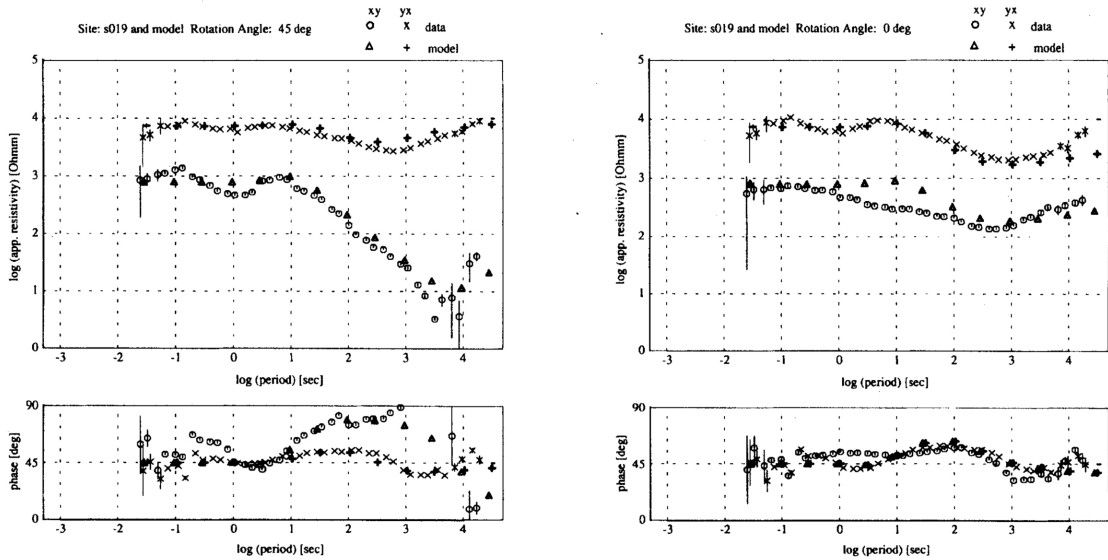 xy yx
Site: s019 and model Rotation Angle: 45 deg
data
model
5
4
3
2
1
0
log (app. resistivity) [Ohmm]
-3 -2 -1 0 1 2 3 4
log (period) [sec]
90
45
0
phase [deg]
-3 -2 -1 0 1 2 3 4
log (period) [sec]
xy yx
Site: s019 and model Rotation Angle: 0 deg
data
model
5
4
3
2
1
0
log (app. resistivity) [Ohmm]
-3 -2 -1 0 1 2 3 4
log (period) [sec]
90
45
0
phase [deg]
-3 -2 -1 0 1 2 3 4
log (period) [sec]